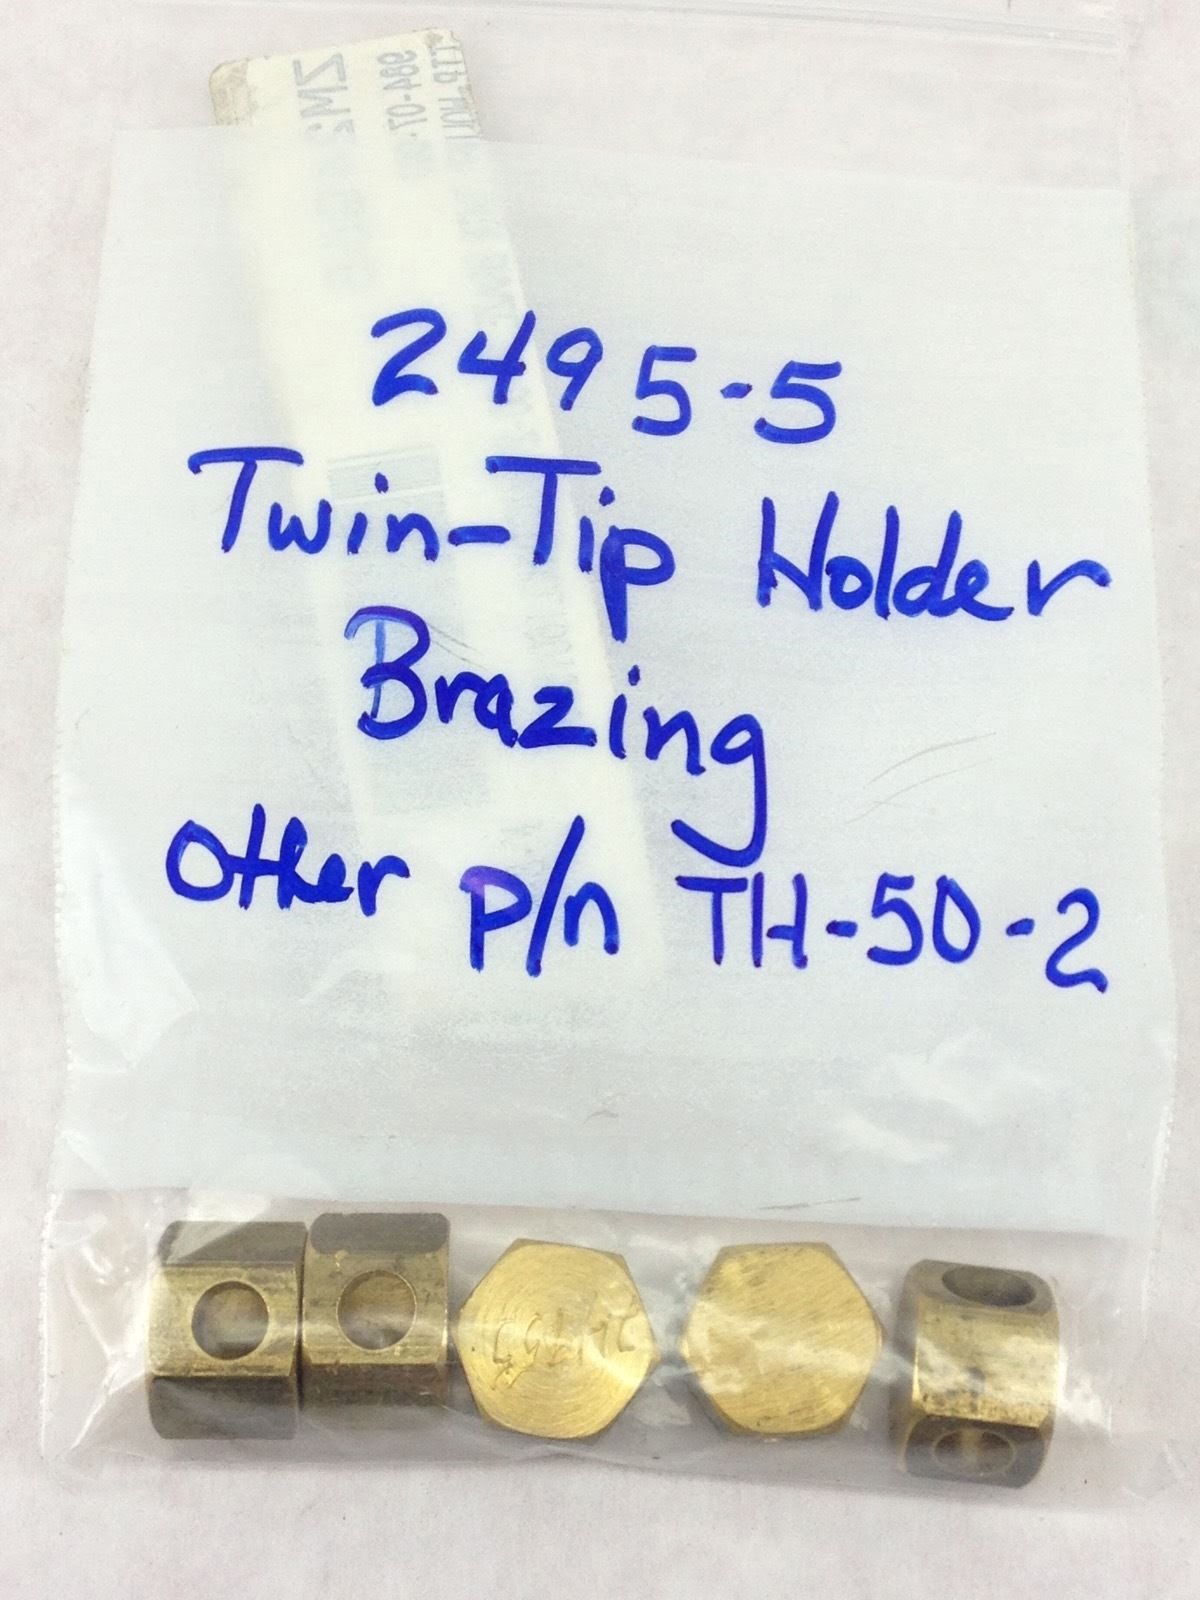 2495-5
Twin-Tip Holder
Brazing
Other p/n TH-50-2